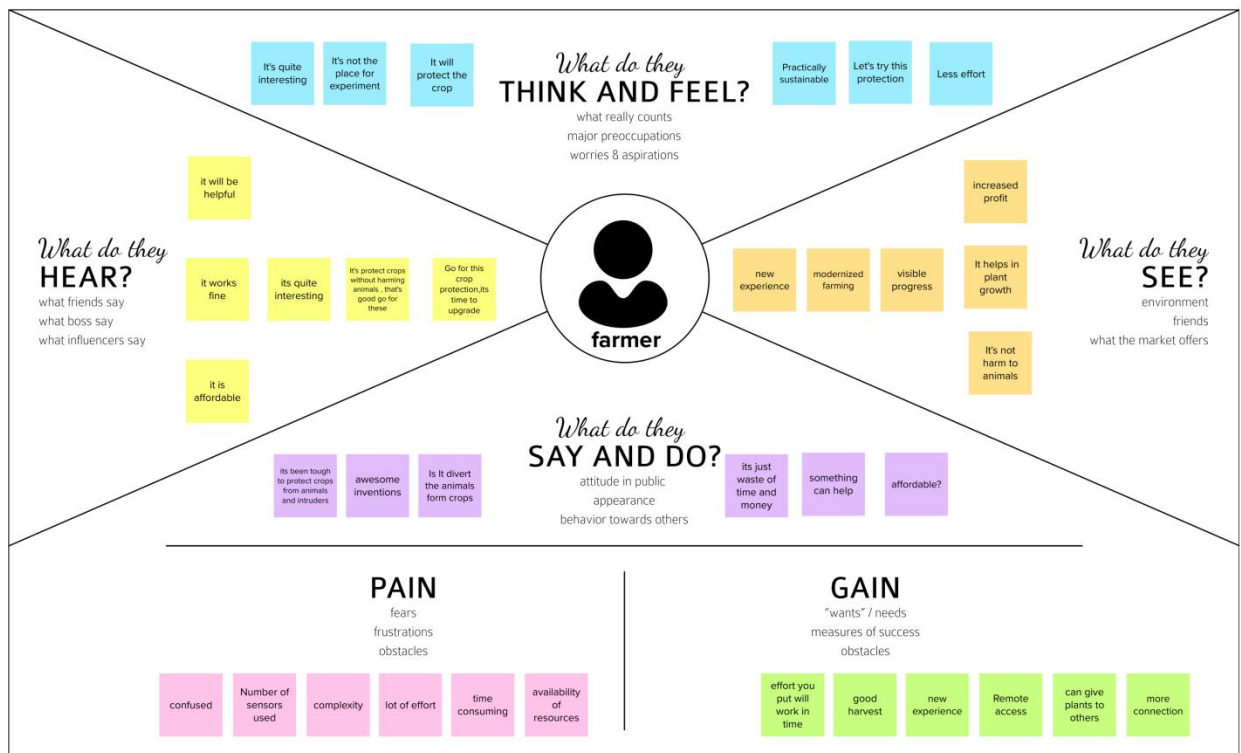 It's quite
interesting
It's not the
place for
experiment
It will
protect the
crop
What do they
THINK AND FEEL?
what really counts
major preoccupations
worries & aspirations
Practically
sustainable
Let's try this
protection
Less effort
What do they
HEAR?
what friends say
what boss say
what influencers say
it will be
helpful
it works
fine
its quite
interesting
It's protect crops
without harming
animals , that's
good go for
these
Go for this
crop
protection,its
time to
upgrade
it is
affordable
farmer
new
experience
modernized
farming
visible
progress
increased
profit
It helps in
plant
growth
It's not
harm to
animals
What do they
SEE?
environment
friends
what the market offers
What do they
SAY AND DO?
attitude in public
appearance
behavior towards others
its been tough
to protect crops
from animals
and intruders
awesome
inventions
Is It divert
the animals
form crops
its just
waste of
time and
money
something
can help
affordable?
PAIN
fears
frustrations
obstacles
confused
Number of
sensors
used
complexity
lot of effort
time
consuming
availability
of
resources
GAIN
"wants" / needs
measures of success
obstacles
effort you
put will
work in
time
good
harvest
new
experience
Remote
access
can give
plants to
others
more
connection